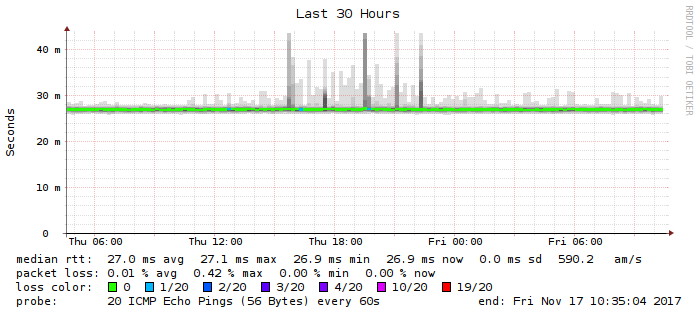 Last 30 Hours
RRDTOOL / TOBI OETIKER
Seconds
40 m
30 m
20 m
10 m
0
Thu 06:00 Thu 12:00 Thu 18:00 Fri 00:00 Fri 06:00
median rtt: 27.0 ms avg 27.1 ms max 26.9 ms min 26.9 ms now 0.0 ms sd 590.2 am/s
packet loss: 0.01 % avg 0.42 % max 0.00 % min 0.00 % now
loss color: 0 1/20 2/20 3/20 4/20 10/20 19/20
probe: 20 ICMP Echo Pings (56 Bytes) every 60s end: Fri Nov 17 10:35:04 2017